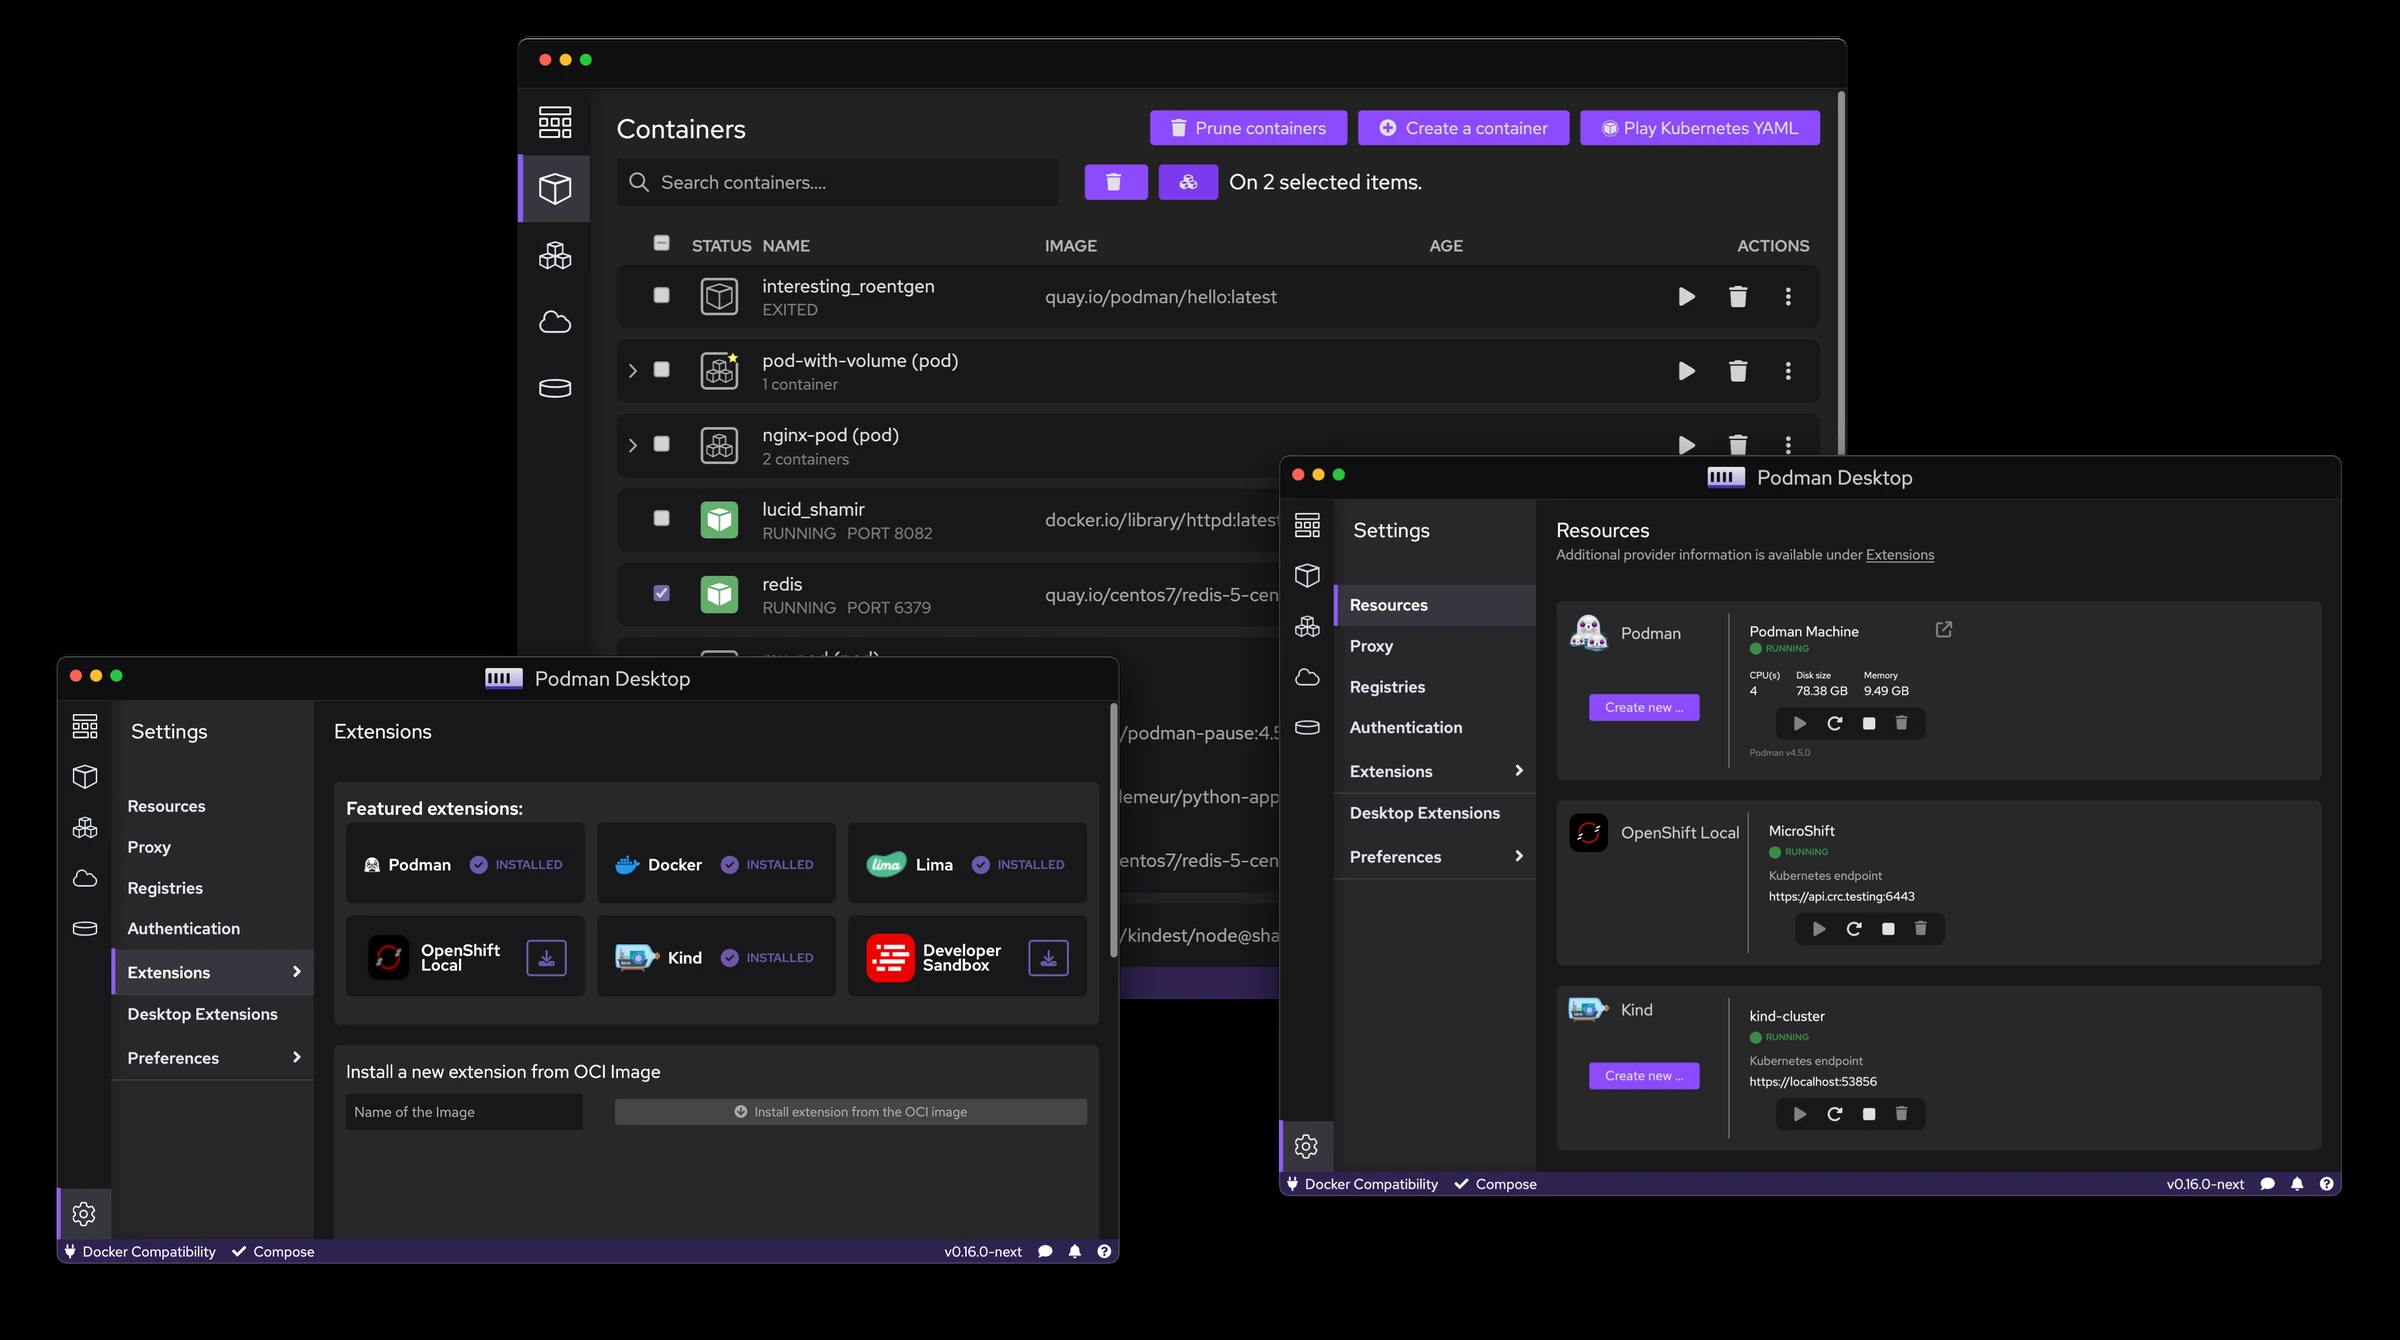 Containers
Prune containers
Create a container
Play Kubernetes YAML
Search containers....
On 2 selected items.
STATUS NAME IMAGE AGE ACTIONS
interesting_roentgen
EXITED
quay.io/podman/hello:latest
pod-with-volume (pod)
1 container
nginx-pod (pod)
2 containers
lucid_shamir
RUNNING PORT 8082
docker.io/library/httpd:latest
redis
RUNNING PORT 6379
quay.io/centos7/redis-5-cen
/podman-pause:4.5
lemeur/python-app
entos7/redis-5-cen
/kindest/node@sha
Podman Desktop
Settings
Resources
Proxy
Registries
Authentication
Extensions
Desktop Extensions
Preferences
Extensions
Featured extensions:
Podman INSTALLED
Docker INSTALLED
lima Lima INSTALLED
OpenShift
Local
Kind INSTALLED
Developer
Sandbox
Install a new extension from OCI Image
Name of the Image
Install extension from the OCI image
Docker Compatibility Compose
v0.16.0-next
Podman Desktop
Settings
Resources
Proxy
Registries
Authentication
Extensions
Desktop Extensions
Preferences
Resources
Additional provider information is available under Extensions
Podman
Create new ...
Podman Machine
RUNNING
CPU(s) Disk size Memory
4 78.38 GB 9.49 GB
Podman v4.5.0
OpenShift Local
MicroShift
RUNNING
Kubernetes endpoint
https://api.crc.testing:6443
Kind
Create new ...
kind-cluster
RUNNING
Kubernetes endpoint
https://localhost:53856
Docker Compatibility Compose
v0.16.0-next